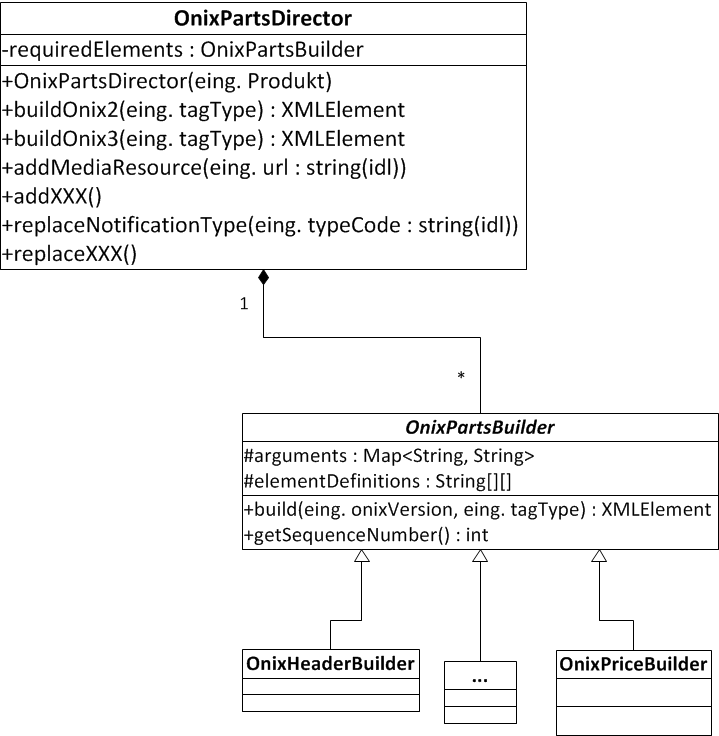 OnixPartsDirector
-requiredElements : OnixPartsBuilder
+OnixPartsDirector(eing. Produkt)
+buildOnix2(eing. tagType) : XMLElement
+buildOnix3(eing. tagType) : XMLElement
+addMediaResource(eing. url : string(idl))
+addXXX()
+replaceNotificationType(eing. typeCode : string(idl))
+replaceXXX()
1
*
OnixPartsBuilder
#arguments : Map<String, String>
#elementDefinitions : String[][]
+build(eing. onixVersion, eing. tagType) : XMLElement
+getSequenceNumber() : int
OnixHeaderBuilder
...
OnixPriceBuilder